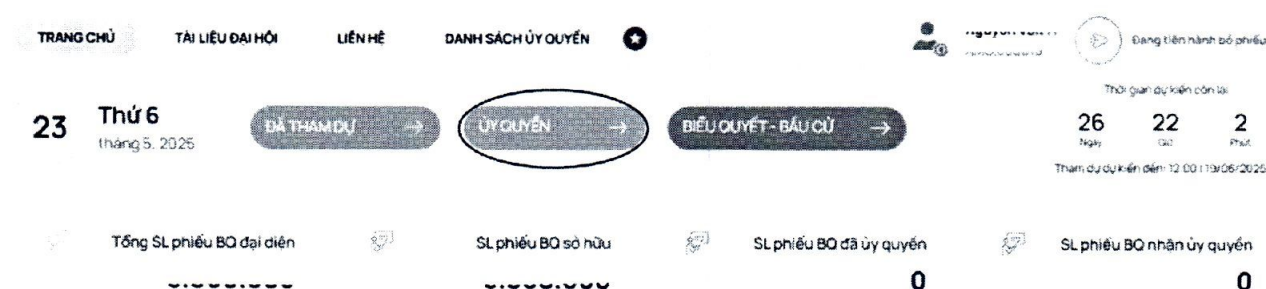 TRANG CHỦ TÀI LIỆU ĐẠI HỘI LIÊN HỆ DANH SÁCH ỦY QUYỀN
Đang tiến hành bỏ phiếu
Thời gian dự kiến còn lại
23 Thứ 6
tháng 5, 2025
ĐÃ THAM DỰ → ỦY QUYỀN → BIỂU QUYẾT - BẦU CỬ →
26 22 2
Ngày Giờ Phút
Tham dự dự kiến đến: 12:00 | 19/06/2025
Tổng SL phiếu BQ đại diện SL phiếu BQ sở hữu SL phiếu BQ đã ủy quyền SL phiếu BQ nhận ủy quyền
0 0